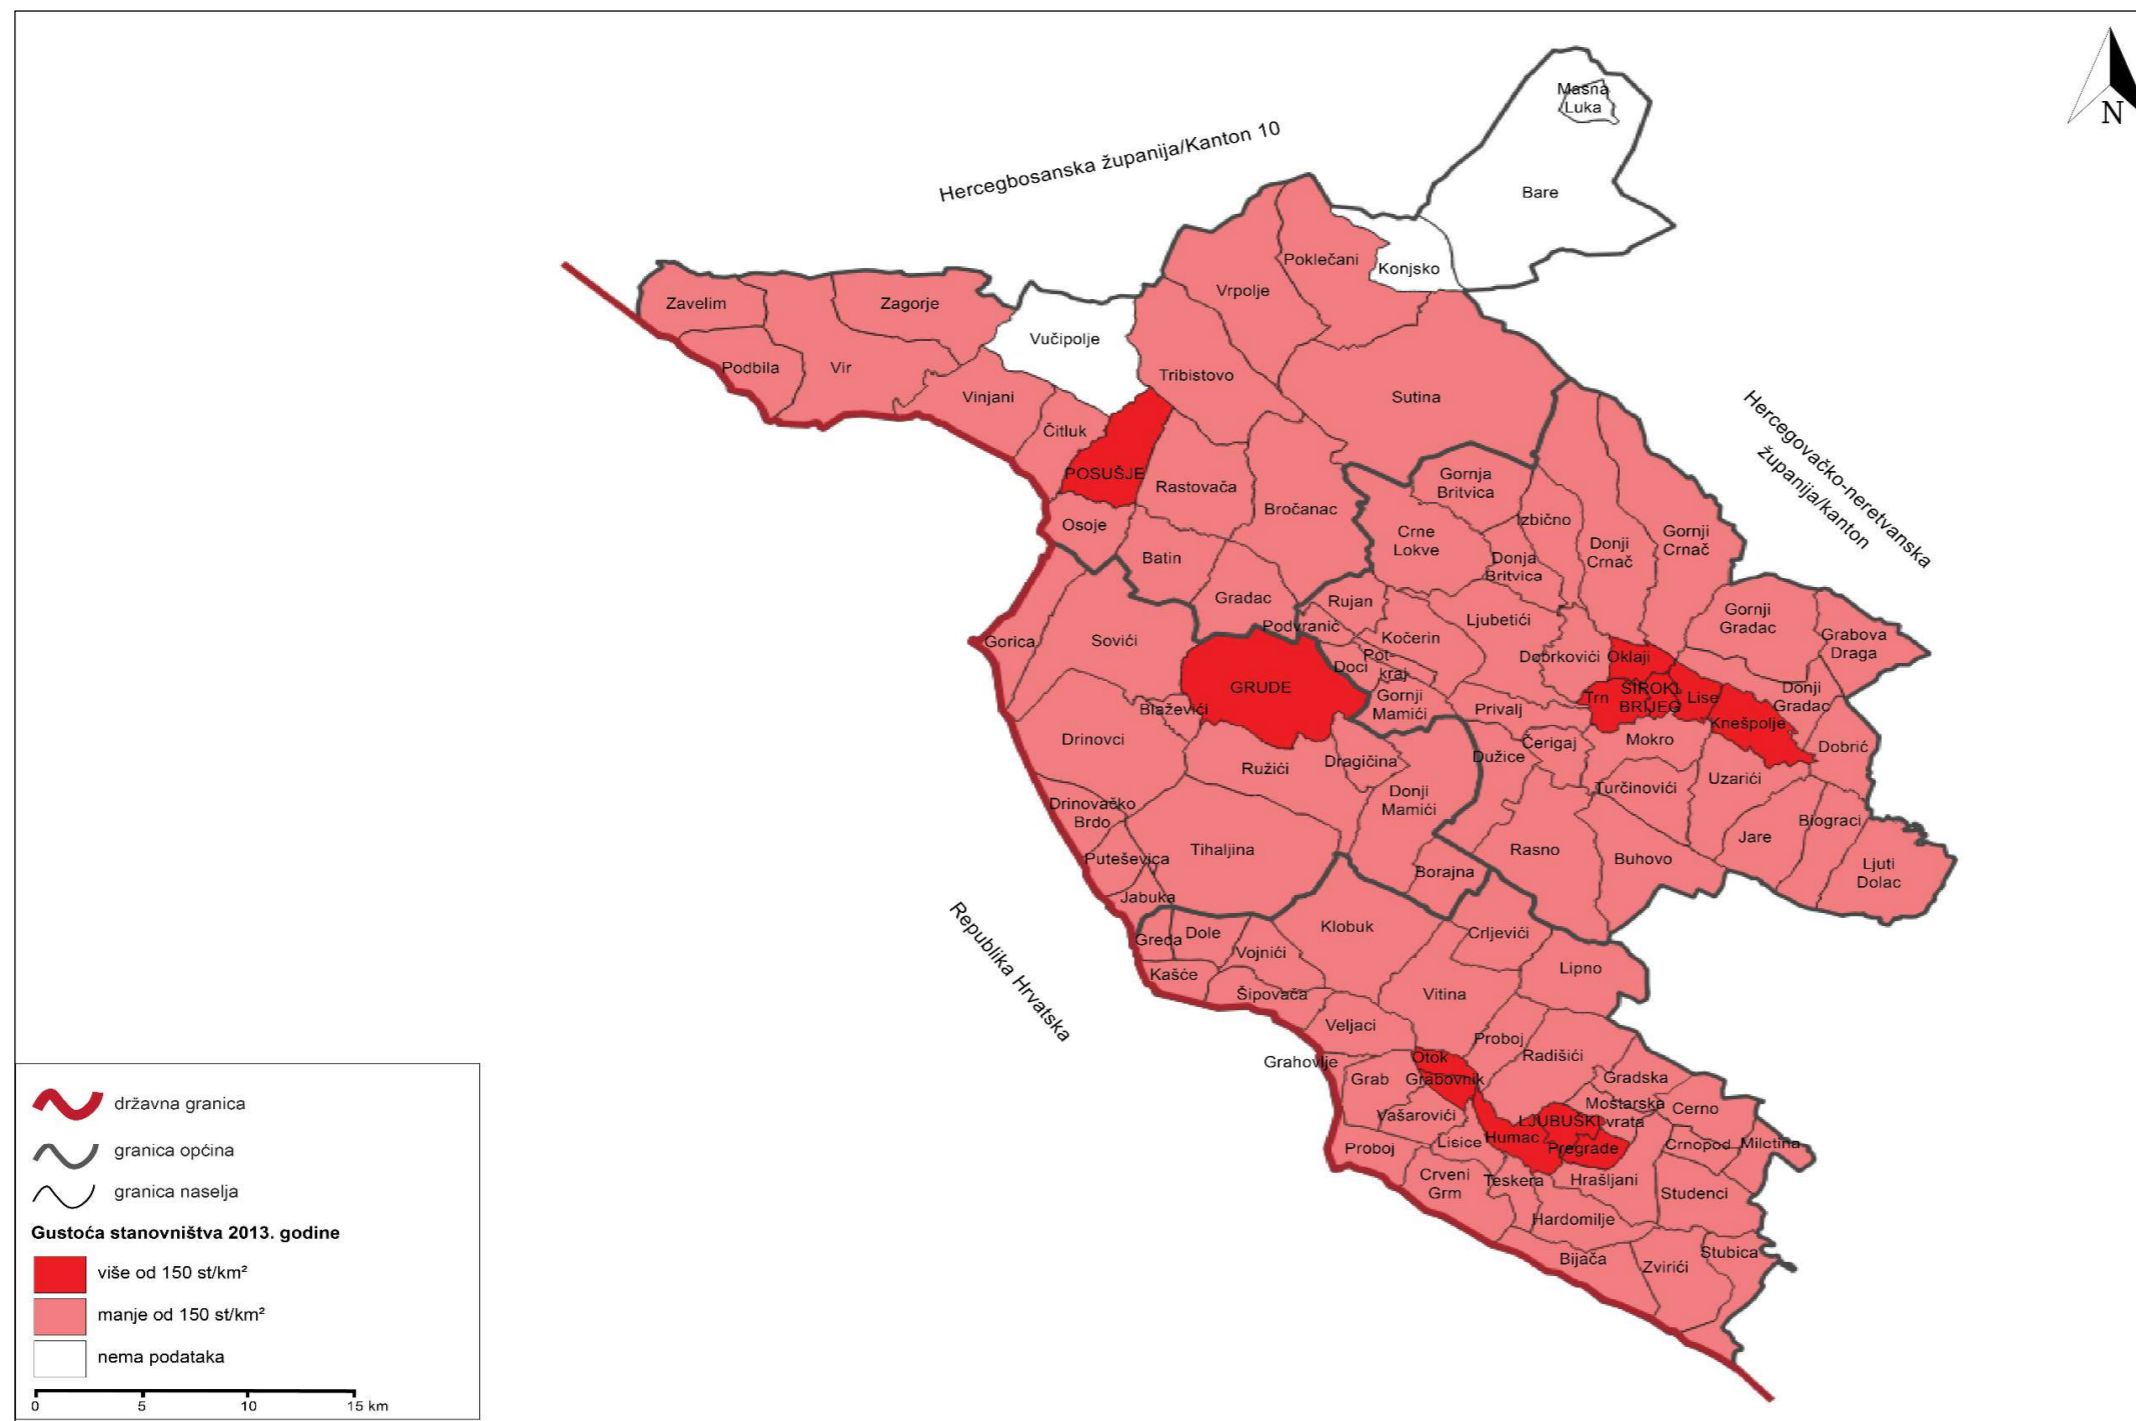 Masna
Luka
N
Hercegbosanska županija/Kanton 10
Bare
Poklečani
Konjsko
Vrpolje
Zavelim
Zagorje
Vučipolje
Podbila
Vir
Tribistovo
Vinjani
Sutina
Čitluk
Hercegovačko-neretvanska
županija/kanton
POSUŠJE
Rastovača
Gornja
Britvica
Bročanac
Osoje
Izbično
Crne
Lokve
Gornji
Crnač
Donji
Crnač
Batin
Donja
Britvica
Gradac
Rujan
Gornji
Gradac
Podvranić
Ljubetići
Gorica
Sovići
Kočerin
Grabova
Draga
Doci
Pot-
kraj
Dobrkovići
Oklaji
GRUDE
Gornji
Mamići
Trn
ŠIROKI
BRIJEG
Lise
Donji
Gradac
Blaževići
Privalj
Knešpolje
Drinovci
Čerigaj
Mokro
Dobrić
Ružići
Dragičina
Dužice
Uzarići
Turčinovići
Donji
Mamići
Drinovačko
Brdo
Biograci
Jare
Tihaljina
Rasno
Buhovo
Puteševica
Borajna
Ljuti
Dolac
Jabuka
Republika Hrvatska
Klobuk
Greda
Dole
Crljevići
Vojnići
Kašće
Lipno
Šipovača
Vitina
Veljaci
Proboj
Radišići
Grahovlje
Otok
Grab
Grabovnik
Gradska
Mostarska
vrata
Cerno
Vašarovići
LJUBUŠKI
Lisice
Humac
Pregrade
Crnopod
Miletina
Proboj
Crveni
Grm
Teskera
Hrašljani
Studenci
Hardomilje
Bijača
Zvirići
Stubica
državna granica
granica općina
granica naselja
Gustoća stanovništva 2013. godine
više od 150 st/km²
manje od 150 st/km²
nema podataka
0 5 10 15 km